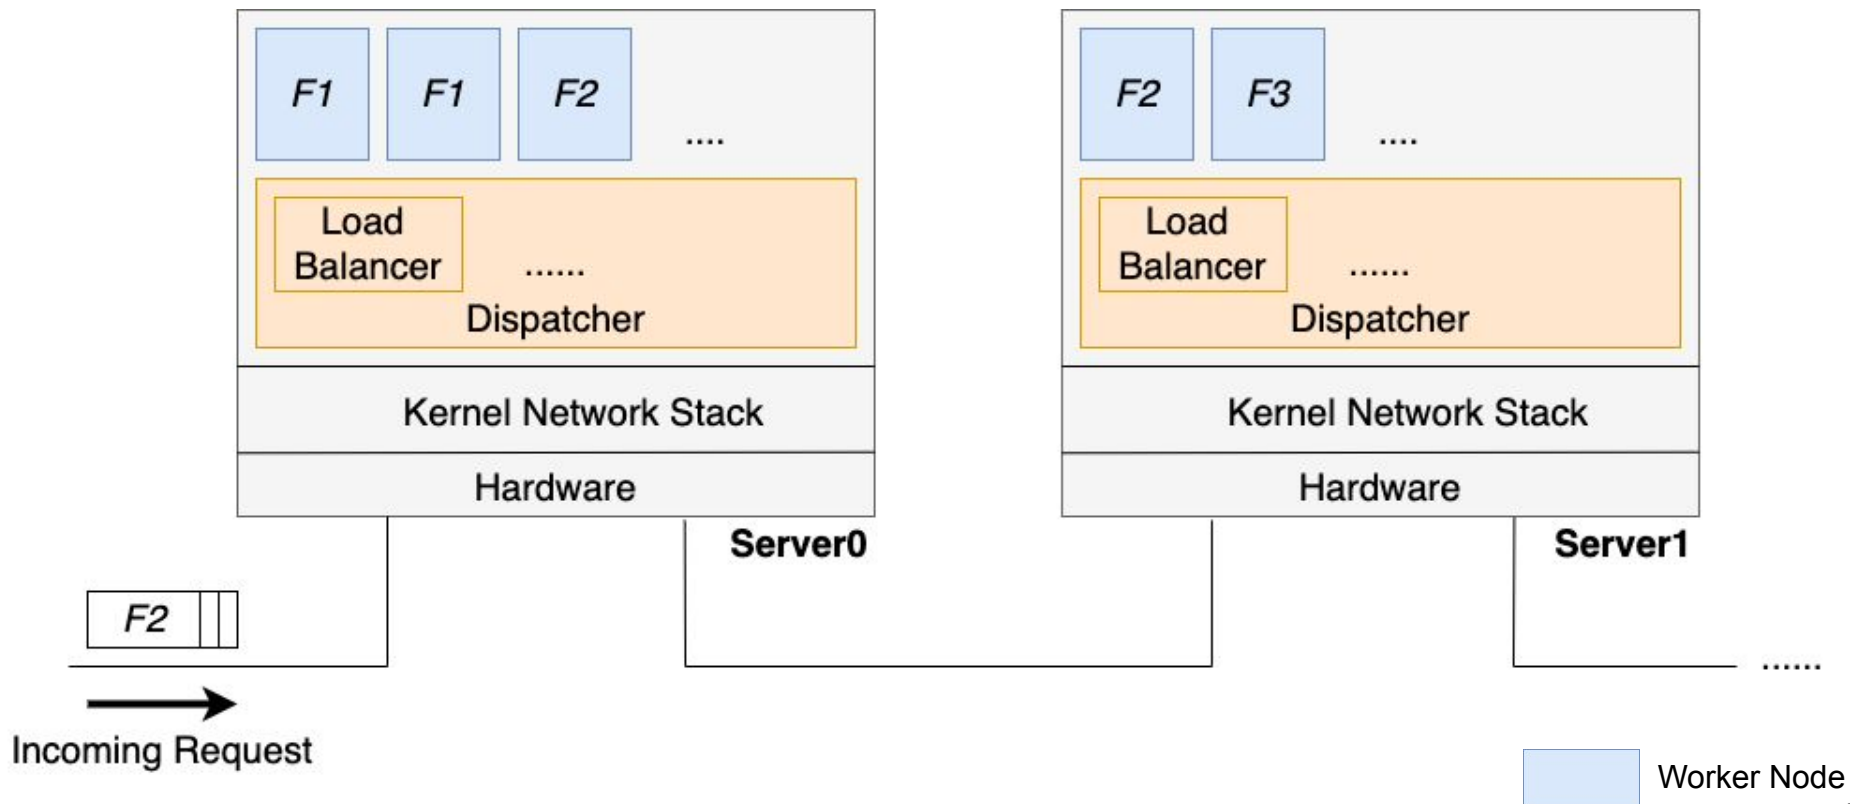 F1 F1 F2 ....
Load
Balancer ......
Dispatcher
Kernel Network Stack
Hardware
Server0
F2 F3 ....
Load
Balancer ......
Dispatcher
Kernel Network Stack
Hardware
Server1
F2
......
Incoming Request
Worker Node